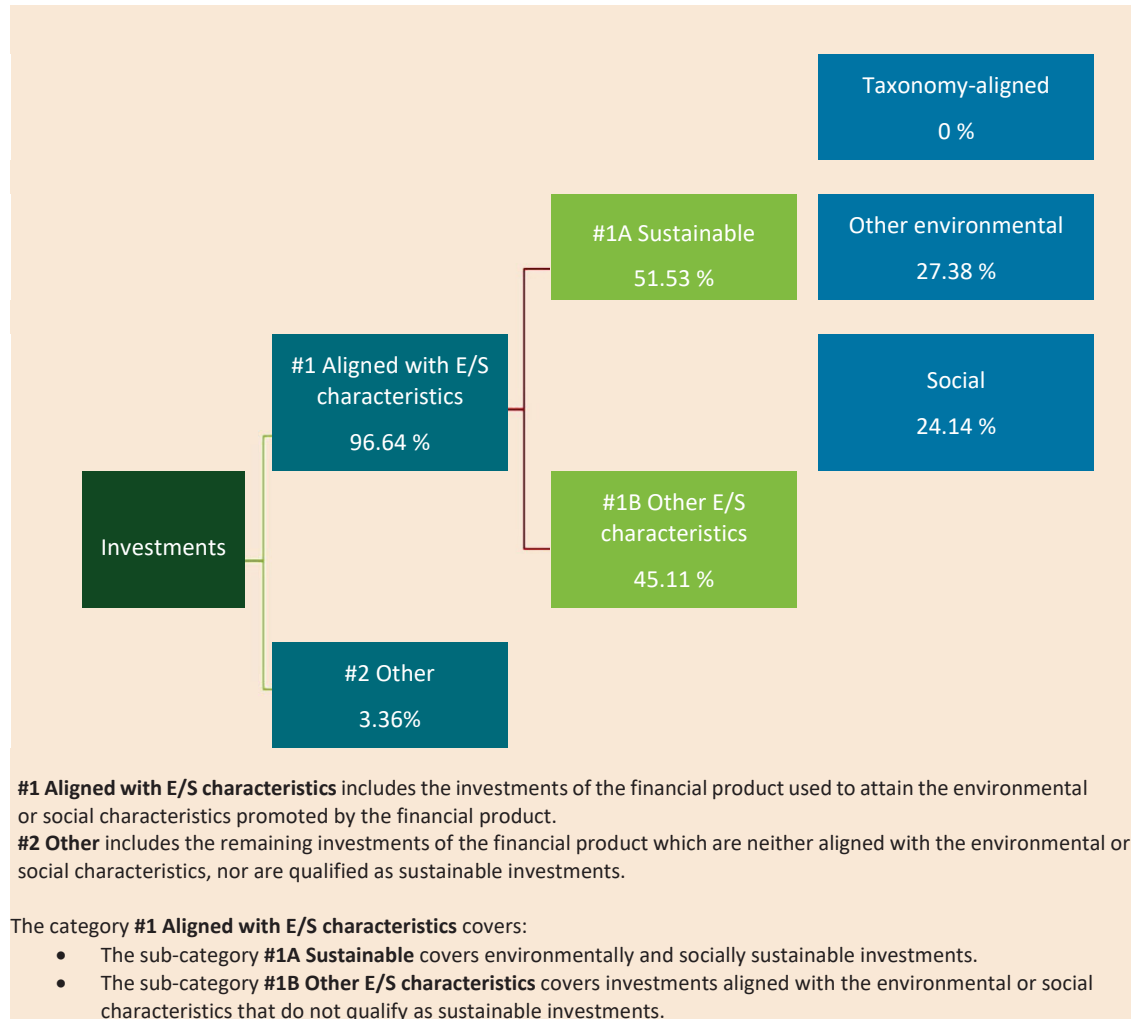 Taxonomy-aligned
0 %
#1A Sustainable
51.53 %
Other environmental
27.38 %
#1 Aligned with E/S
characteristics
96.64 %
Social
24.14 %
Investments
#1B Other E/S
characteristics
45.11 %
#2 Other
3.36%
#1 Aligned with E/S characteristics includes the investments of the financial product used to attain the environmental
or social characteristics promoted by the financial product.
#2 Other includes the remaining investments of the financial product which are neither aligned with the environmental or
social characteristics, nor are qualified as sustainable investments.
The category #1 Aligned with E/S characteristics covers:
• The sub-category #1A Sustainable covers environmentally and socially sustainable investments.
• The sub-category #1B Other E/S characteristics covers investments aligned with the environmental or social
characteristics that do not qualify as sustainable investments.